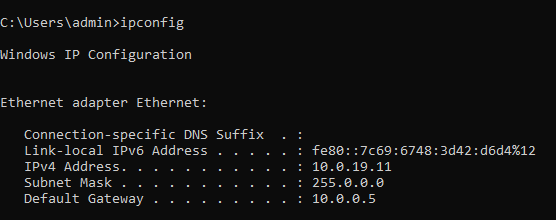 C:\Users\admin>ipconfig
Windows IP Configuration
Ethernet adapter Ethernet:
Connection-specific DNS Suffix  . :
Link-local IPv6 Address . . . . . : fe80::7c69:6748:3d42:d6d4%12
IPv4 Address. . . . . . . . . . . : 10.0.19.11
Subnet Mask . . . . . . . . . . . : 255.0.0.0
Default Gateway . . . . . . . . . : 10.0.0.5